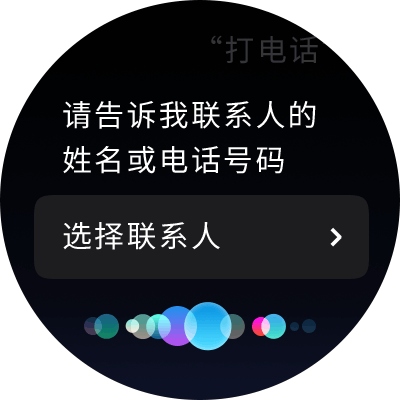 “打电话
请告诉我联系人的
姓名或电话号码
选择联系人